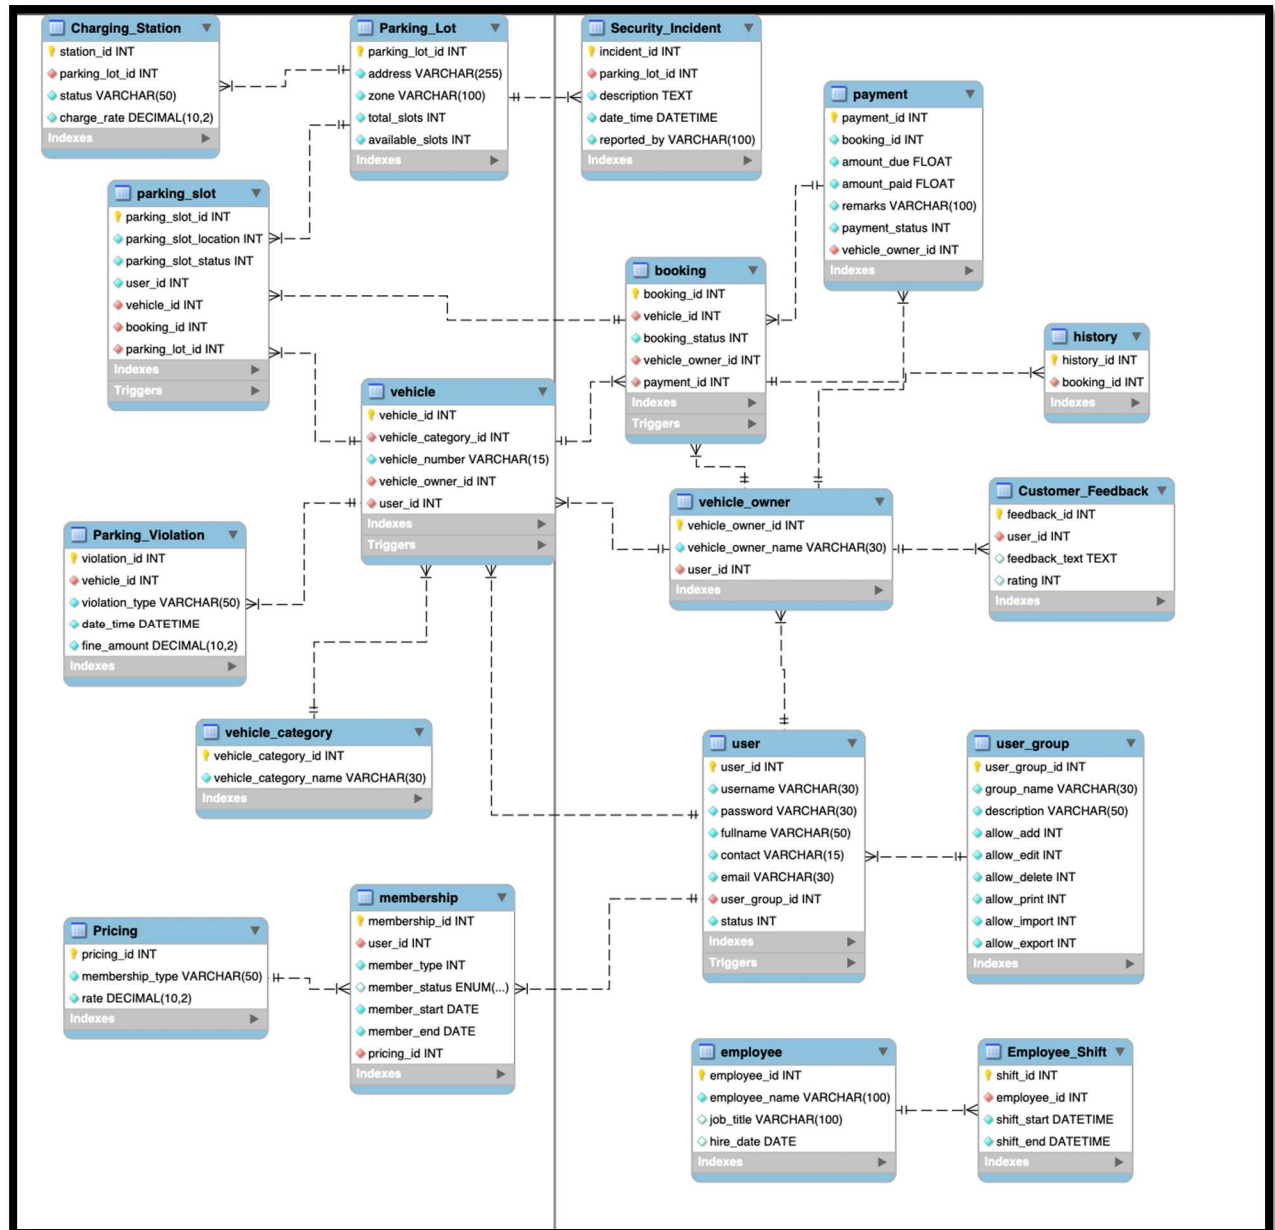 Charging_Station
station_id INT
parking_lot_id INT
status VARCHAR(50)
charge_rate DECIMAL(10,2)
Indexes
Parking_Lot
parking_lot_id INT
address VARCHAR(255)
zone VARCHAR(100)
total_slots INT
available_slots INT
Indexes
Security_Incident
incident_id INT
parking_lot_id INT
description TEXT
date_time DATETIME
reported_by VARCHAR(100)
Indexes
payment
payment_id INT
booking_id INT
amount_due FLOAT
amount_paid FLOAT
remarks VARCHAR(100)
payment_status INT
vehicle_owner_id INT
Indexes
parking_slot
parking_slot_id INT
parking_slot_location INT
parking_slot_status INT
user_id INT
vehicle_id INT
booking_id INT
parking_lot_id INT
Indexes
Triggers
booking
booking_id INT
vehicle_id INT
booking_status INT
vehicle_owner_id INT
payment_id INT
Indexes
Triggers
history
history_id INT
booking_id INT
Indexes
vehicle
vehicle_id INT
vehicle_category_id INT
vehicle_number VARCHAR(15)
vehicle_owner_id INT
user_id INT
Indexes
Triggers
vehicle_owner
vehicle_owner_id INT
vehicle_owner_name VARCHAR(30)
user_id INT
Indexes
Customer_Feedback
feedback_id INT
user_id INT
feedback_text TEXT
rating INT
Indexes
Parking_Violation
violation_id INT
vehicle_id INT
violation_type VARCHAR(50)
date_time DATETIME
fine_amount DECIMAL(10,2)
Indexes
vehicle_category
vehicle_category_id INT
vehicle_category_name VARCHAR(30)
Indexes
user
user_id INT
username VARCHAR(30)
password VARCHAR(30)
fullname VARCHAR(50)
contact VARCHAR(15)
email VARCHAR(30)
user_group_id INT
status INT
Indexes
Triggers
user_group
user_group_id INT
group_name VARCHAR(30)
description VARCHAR(50)
allow_add INT
allow_edit INT
allow_delete INT
allow_print INT
allow_import INT
allow_export INT
Indexes
Pricing
pricing_id INT
membership_type VARCHAR(50)
rate DECIMAL(10,2)
Indexes
membership
membership_id INT
user_id INT
member_type INT
member_status ENUM(...)
member_start DATE
member_end DATE
pricing_id INT
Indexes
employee
employee_id INT
employee_name VARCHAR(100)
job_title VARCHAR(100)
hire_date DATE
Indexes
Employee_Shift
shift_id INT
employee_id INT
shift_start DATETIME
shift_end DATETIME
Indexes